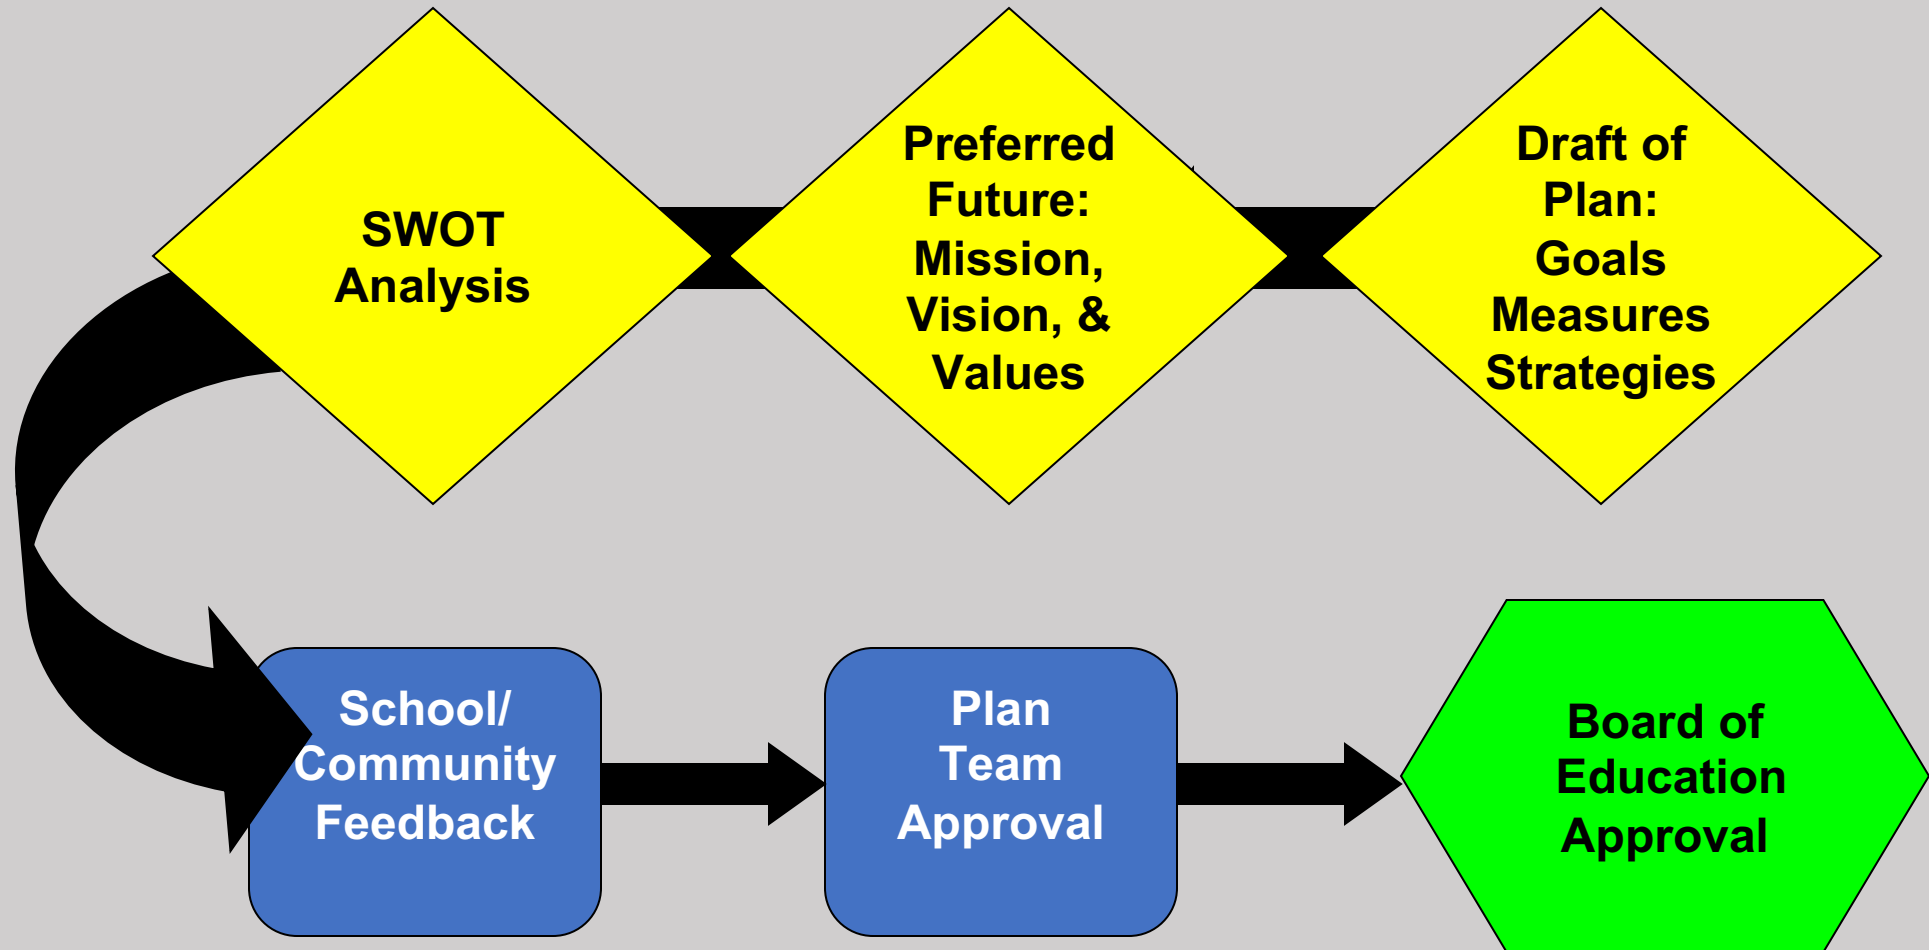 SWOT
Analysis
Preferred
Future:
Mission,
Vision, &
Values
Draft of
Plan:
Goals
Measures
Strategies
School/
Community
Feedback
Plan
Team
Approval
Board of
Education
Approval